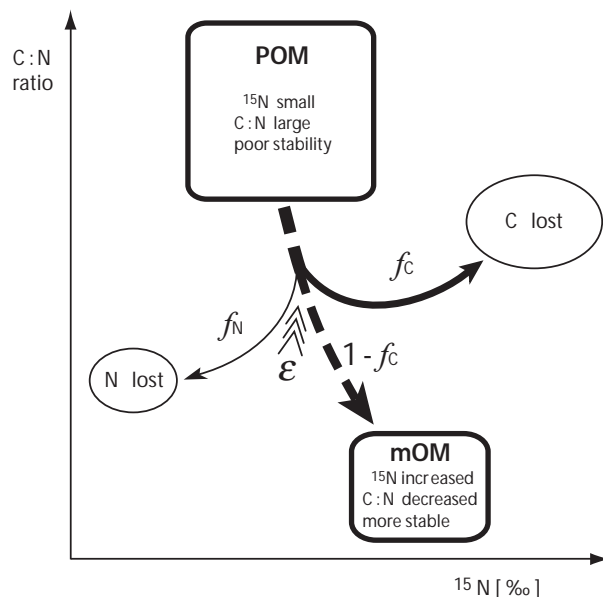 C:N
ratio
POM
¹⁵N small
C:N large
poor stability
C lost
fC
fN
ε
1-fC
N lost
mOM
¹⁵N increased
C:N decreased
more stable
¹⁵N [‰]